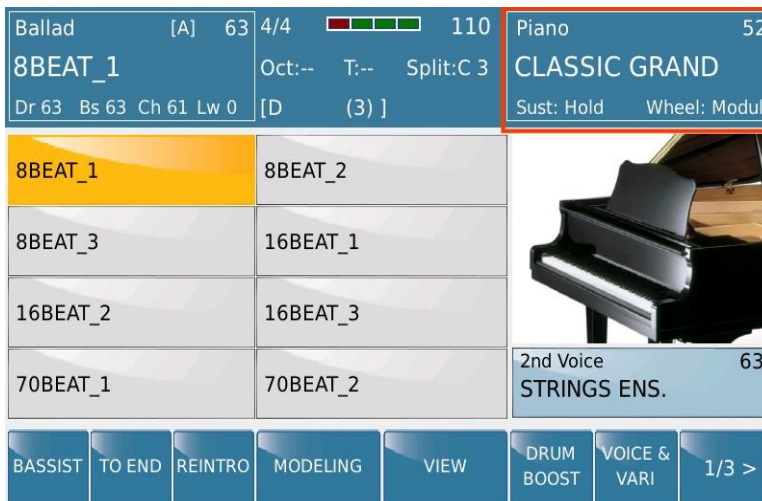 Ballad [A] 63
8BEAT_1
Dr 63 Bs 63 Ch 61 Lw 0
4/4 110
Oct:-- T:-- Split:C 3
[D (3) ]
Piano 52
CLASSIC GRAND
Sust: Hold Wheel: Modul
8BEAT_1
8BEAT_2
8BEAT_3
16BEAT_1
16BEAT_2
16BEAT_3
70BEAT_1
70BEAT_2
2nd Voice 63
STRINGS ENS.
BASSIST
TO END
REINTRO
MODELING
VIEW
DRUM
BOOST
VOICE &
VARI
1/3 >